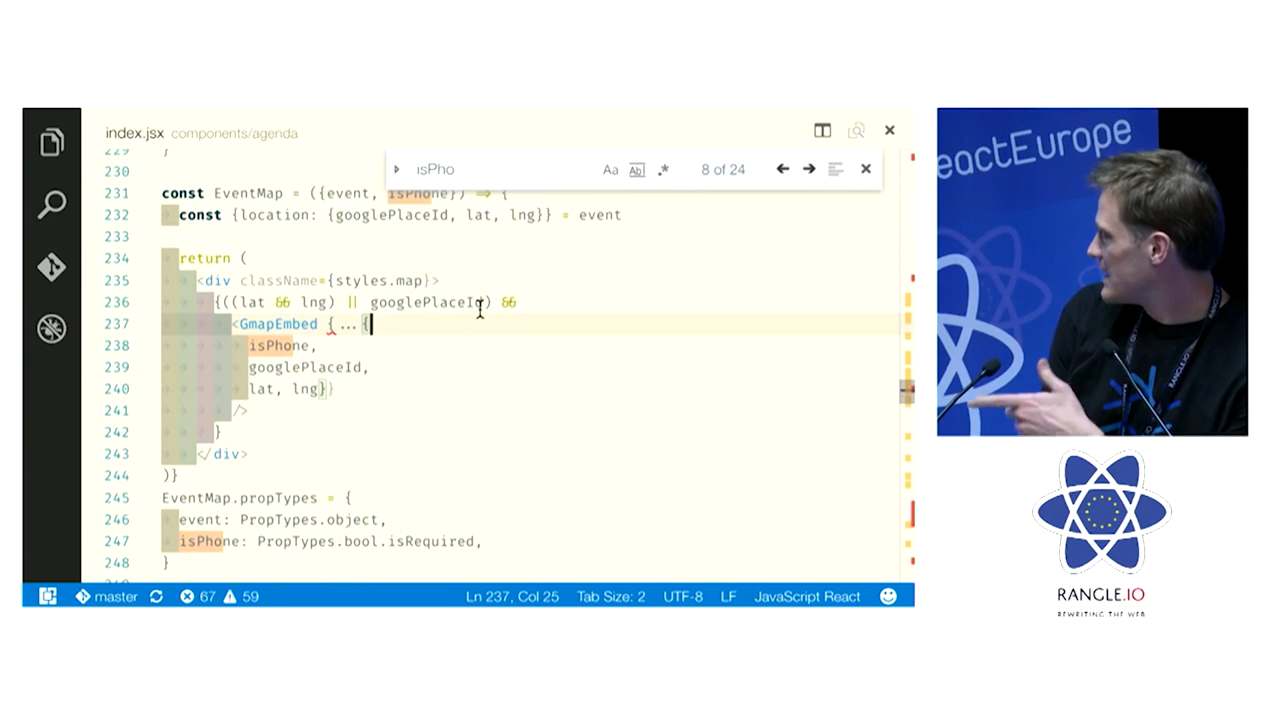 index.jsx components/agenda
isPho
8 of 24
229 }
230
231 const EventMap = ({event, isPhone}) => {
232 const {location: {googlePlaceId, lat, lng}} = event
233
234 return (
235 <div className={styles.map}>
236 {((lat && lng) || googlePlaceId) &&
237 <GmapEmbed {...{
238 isPhone,
239 googlePlaceId,
240 lat, lng}}
241 />
242 }
243 </div>
244 )}
245 EventMap.propTypes = {
246 event: PropTypes.object,
247 isPhone: PropTypes.bool.isRequired,
248 }
master 67 59 Ln 237, Col 25 Tab Size: 2 UTF-8 LF JavaScript React
eactEurope
RANGLE.IO
RANGLE.IO
REWRITING THE WEB